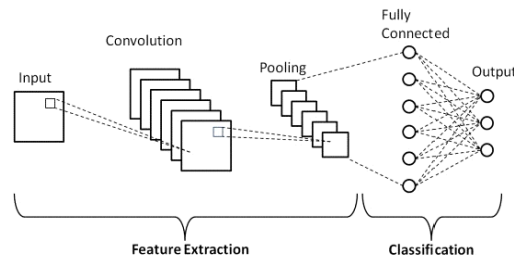 Input
Convolution
Pooling
Fully
Connected
Output
Feature Extraction
Classification